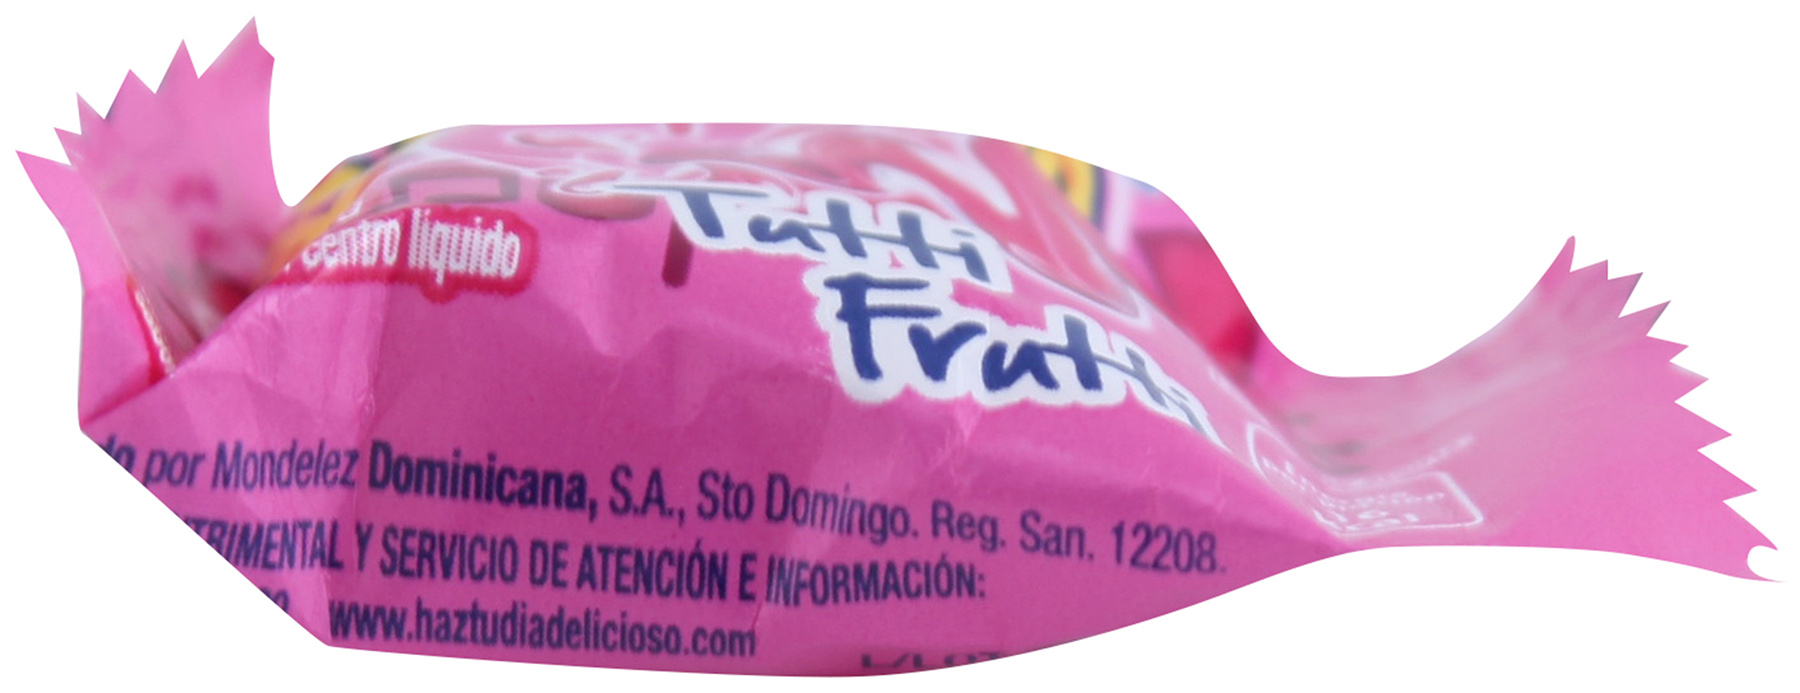 Centro líquido
Tutti
Frutti
por Mondelez Dominicana, S.A., Sto Domingo. Reg. San. 12208.
TRIMENTAL Y SERVICIO DE ATENCIÓN E INFORMACIÓN:
www.haztudiadelicioso.com